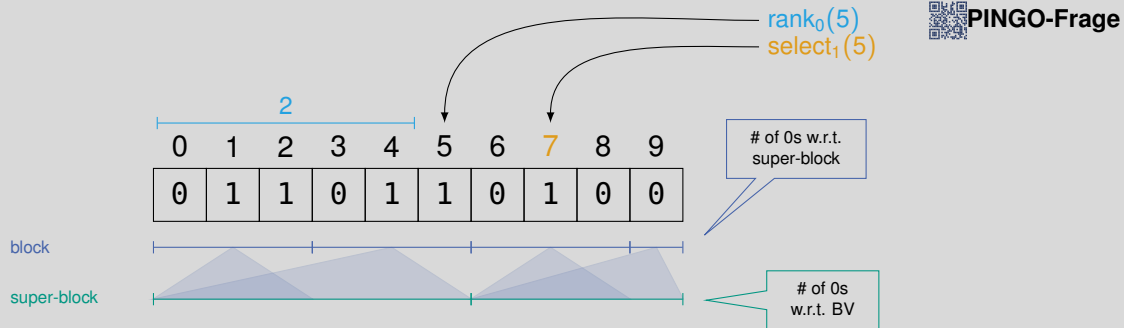 rank₀(5)
select₁(5)
PINGO-Frage
2
0 1 2 3 4 5 6 7 8 9
0 1 1 0 1 1 0 1 0 0
# of 0s w.r.t.
super-block
block
super-block
# of 0s
w.r.t. BV